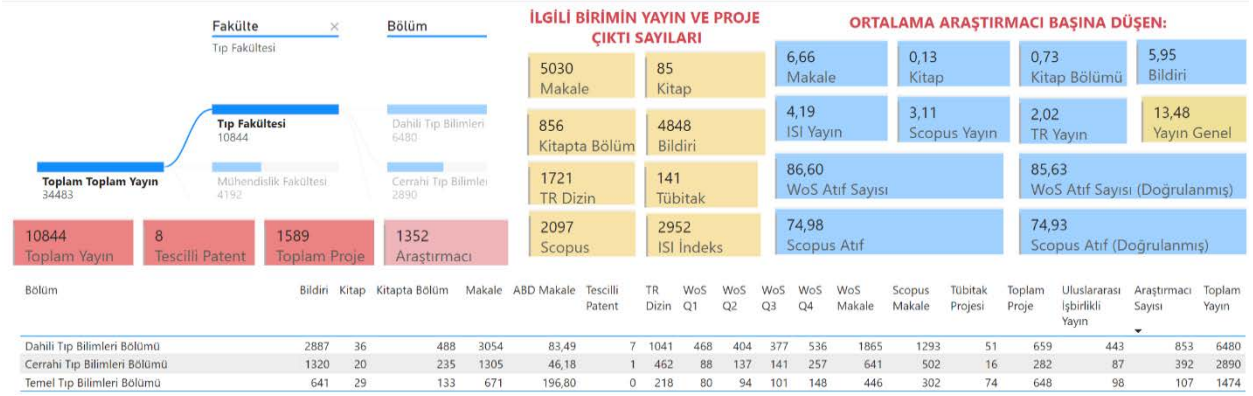 Fakülte ×
Tıp Fakültesi
Bölüm
Tıp Fakültesi
10844
Dahili Tıp Bilimleri
6480
Toplam Toplam Yayın
34483
Mühendislik Fakültesi
4192
Cerrahi Tıp Bilimler
2890
10844
Toplam Yayın
8
Tescilli Patent
1589
Toplam Proje
1352
Araştırmacı
İLGİLİ BİRİMİN YAYIN VE PROJE
ÇIKTI SAYILARI
5030
Makale
85
Kitap
856
Kitapta Bölüm
4848
Bildiri
1721
TR Dizin
141
Tübitak
2097
Scopus
2952
ISI İndeks
ORTALAMA ARAŞTIRMACI BAŞINA DÜŞEN:
6,66
Makale
0,13
Kitap
0,73
Kitap Bölümü
5,95
Bildiri
4,19
ISI Yayın
3,11
Scopus Yayın
2,02
TR Yayın
13,48
Yayın Genel
86,60
WoS Atıf Sayısı
85,63
WoS Atıf Sayısı (Doğrulanmış)
74,98
Scopus Atıf
74,93
Scopus Atıf (Doğrulanmış)
Bölüm Bildiri Kitap Kitapta Bölüm Makale ABD Makale Tescilli Patent TR Dizin WoS Q1 WoS Q2 WoS Q3 WoS Q4 WoS Makale Scopus Makale Tübitak Projesi Toplam Proje Uluslararası İşbirlikli Yayın Araştırmacı Sayısı Toplam Yayın
Dahili Tıp Bilimleri Bölümü 2887 36 488 3054 83,49 7 1041 468 404 377 536 1865 1293 51 659 443 853 6480
Cerrahi Tıp Bilimleri Bölümü 1320 20 235 1305 46,18 1 462 88 137 141 257 641 502 16 282 87 392 2890
Temel Tıp Bilimleri Bölümü 641 29 133 671 196,80 0 218 80 94 101 148 446 302 74 648 98 107 1474